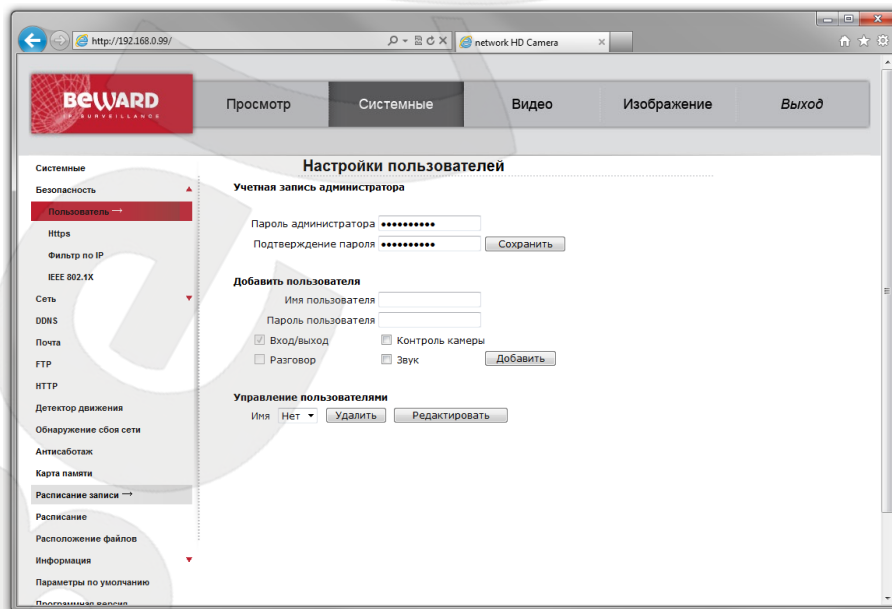 http://192.168.0.99/
network HD Camera
BEWARD
IP SURVEILLANCE
Просмотр
Системные
Видео
Изображение
Выход
Системные
Безопасность
Пользователь →
Https
Фильтр по IP
IEEE 802.1X
Сеть
DDNS
Почта
FTP
HTTP
Детектор движения
Обнаружение сбоя сети
Антисаботаж
Карта памяти
Расписание записи →
Расписание
Расположение файлов
Информация
Параметры по умолчанию
Программная версия
Настройки пользователей
Учетная запись администратора
Пароль администратора ••••••••••
Подтверждение пароля •••••••••• Сохранить
Добавить пользователя
Имя пользователя
Пароль пользователя
Вход/выход Контроль камеры
Разговор Звук Добавить
Управление пользователями
Имя Нет Удалить Редактировать